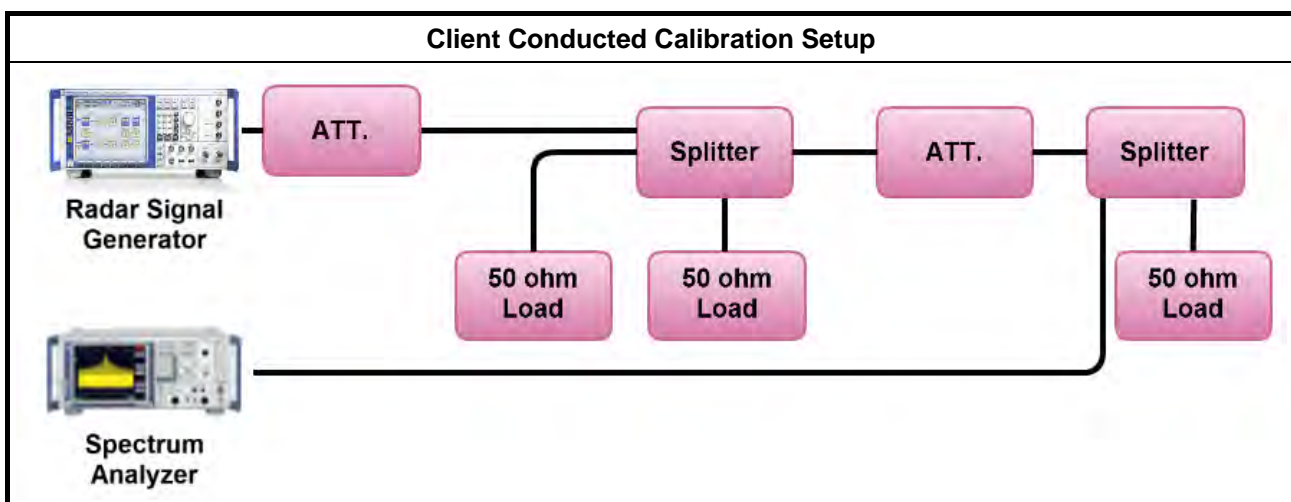 Client Conducted Calibration Setup
ATT.
Splitter
ATT.
Splitter
Radar Signal
Generator
50 ohm
Load
50 ohm
Load
50 ohm
Load
Spectrum
Analyzer